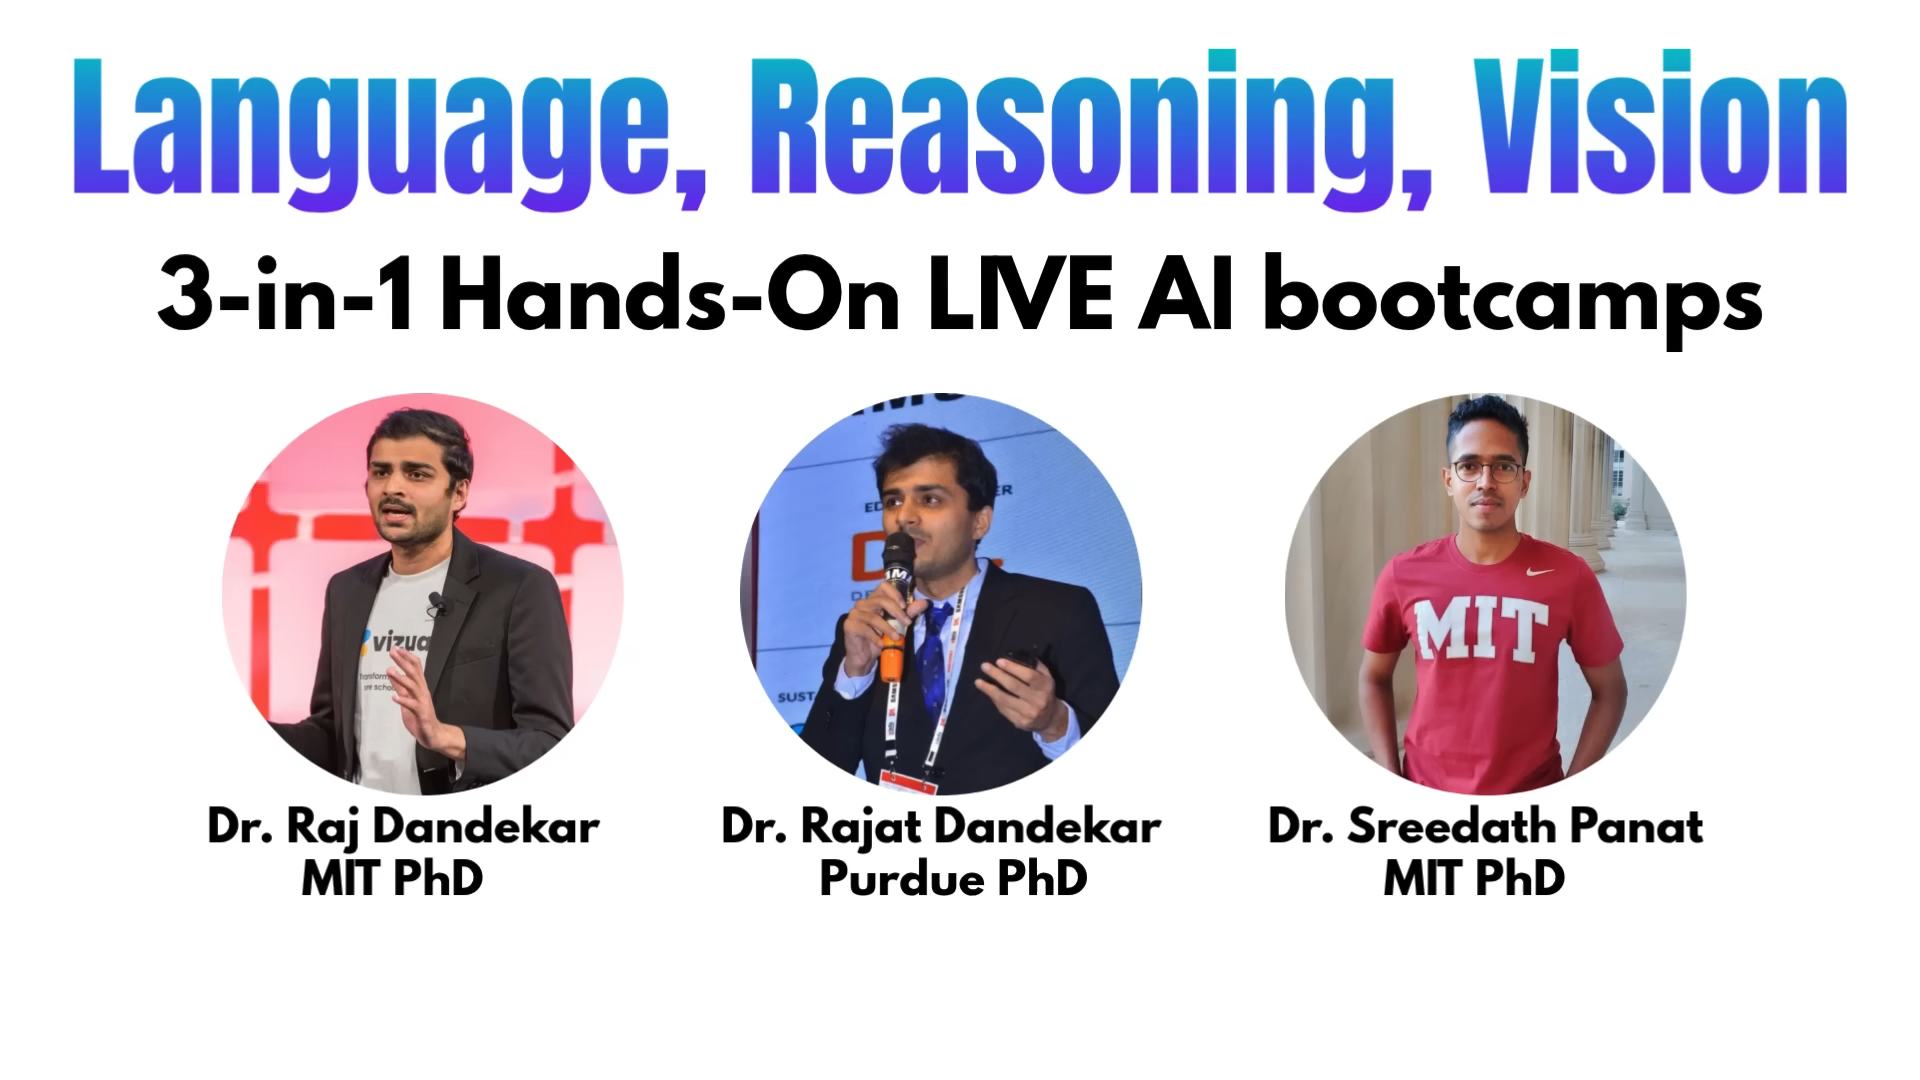 Language, Reasoning, Vision
3-in-1 Hands-On LIVE AI bootcamps
vizua
MIT
Dr. Raj Dandekar
MIT PhD
Dr. Rajat Dandekar
Purdue PhD
Dr. Sreedath Panat
MIT PhD